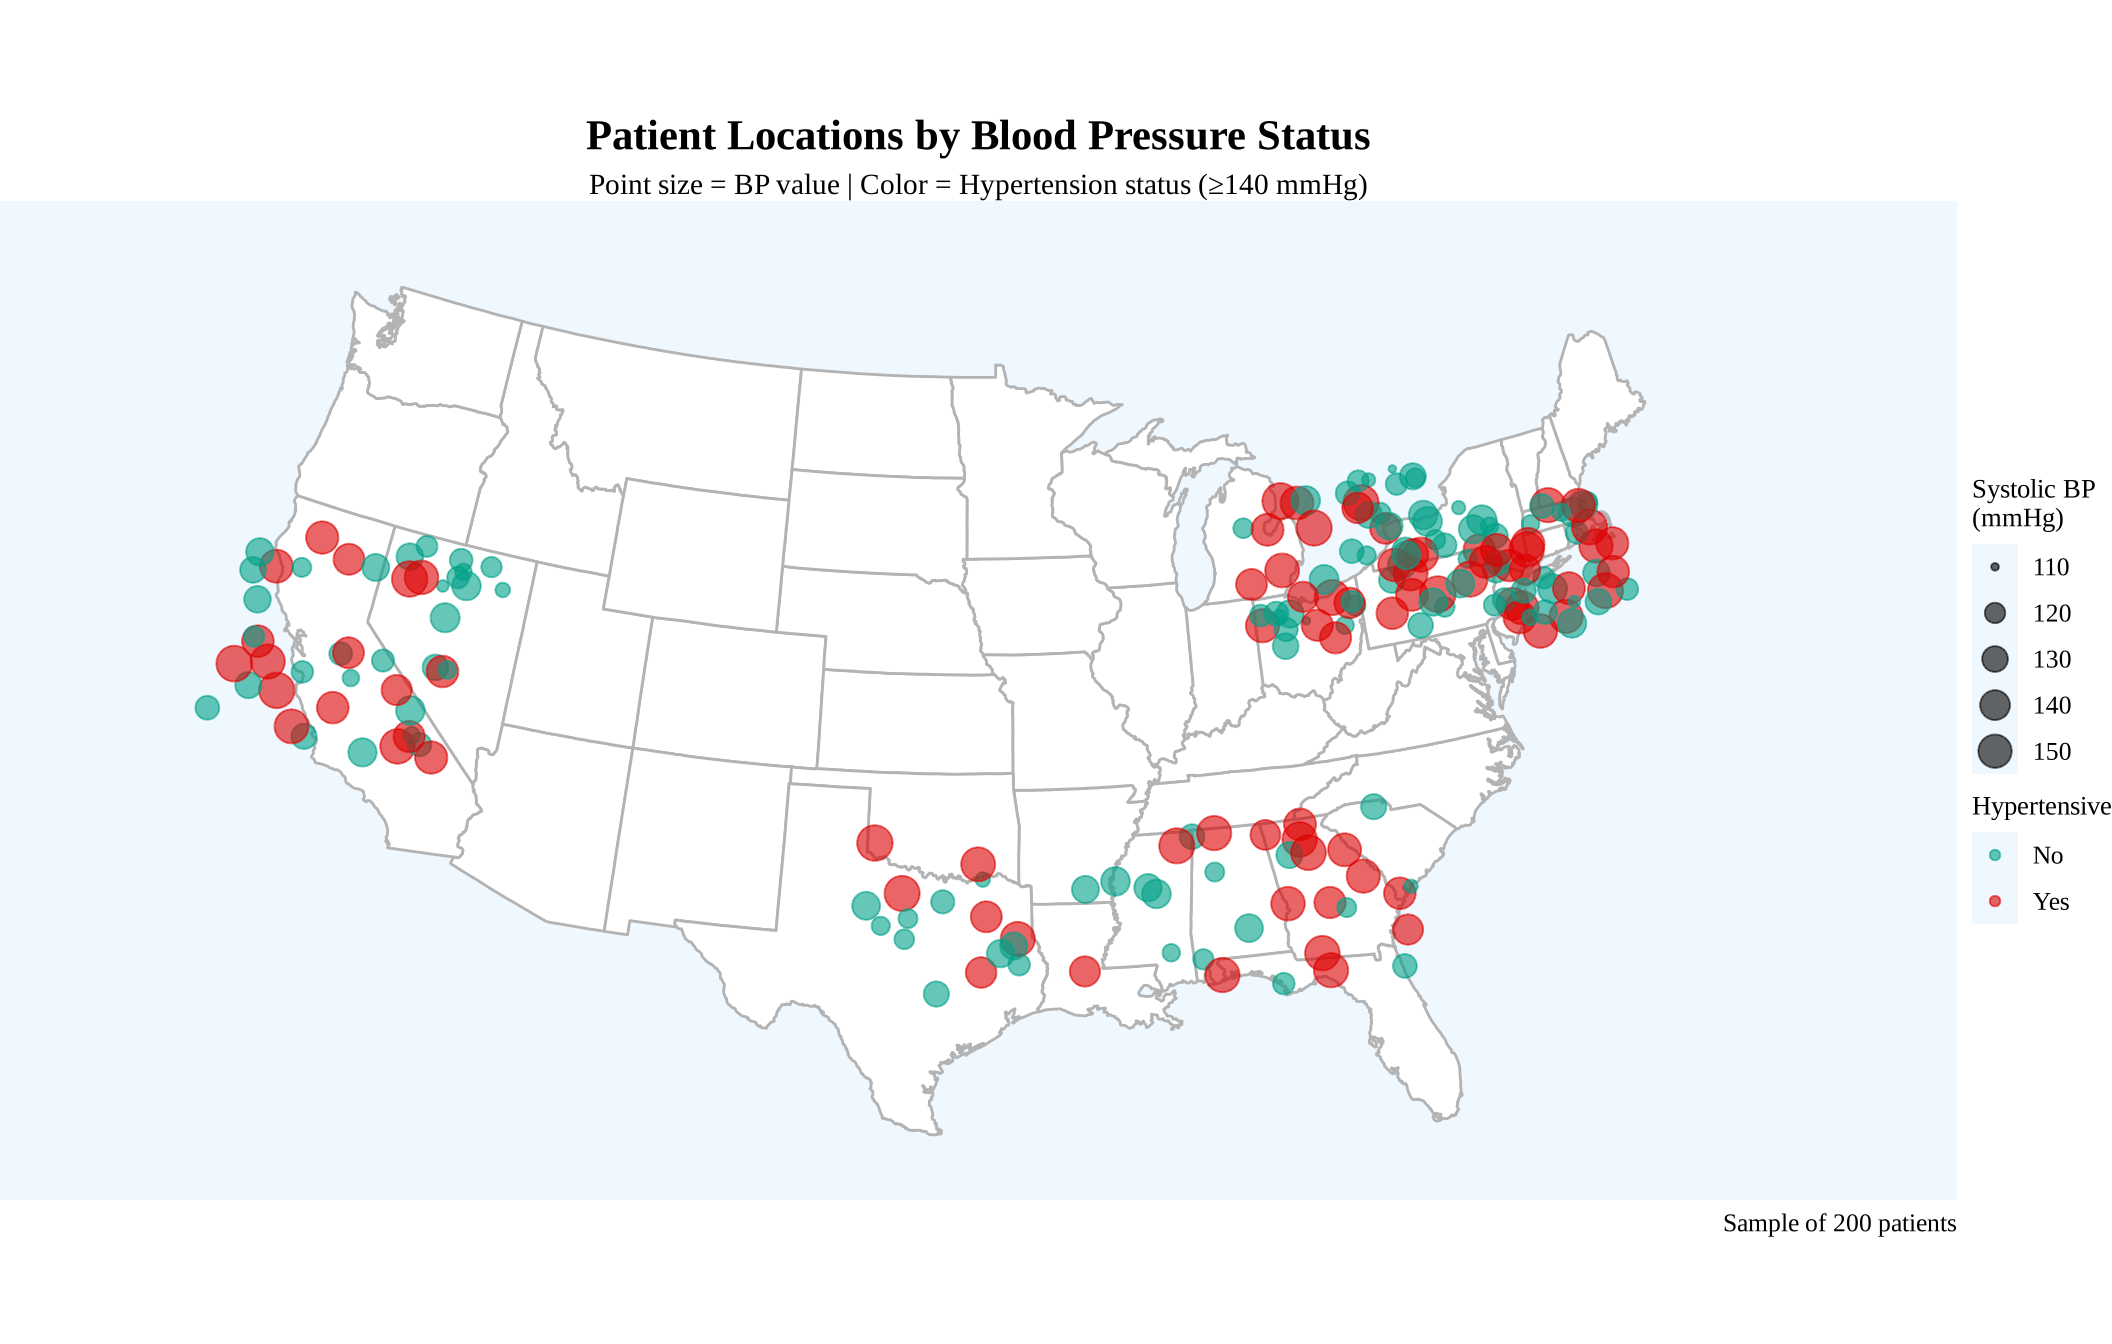 Patient Locations by Blood Pressure Status
Point size = BP value | Color = Hypertension status (≥140 mmHg)
Systolic BP
(mmHg)
110
120
130
140
150
Hypertensive
No
Yes
Sample of 200 patients